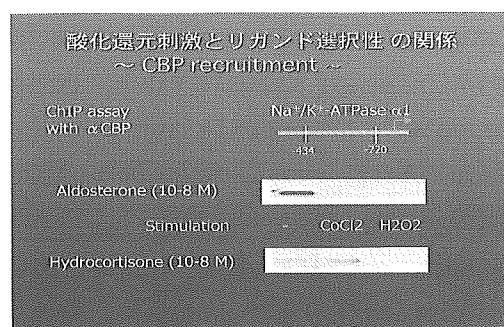 酸化還元刺激とリガンド選択性 の関係
～ CBP recruitment ～
ChIP assay
with αCBP
Na+/K+-ATPase α1
-434 -720
Aldosterone (10-8 M)
Stimulation - CoCl2 H2O2
Hydrocortisone (10-8 M)